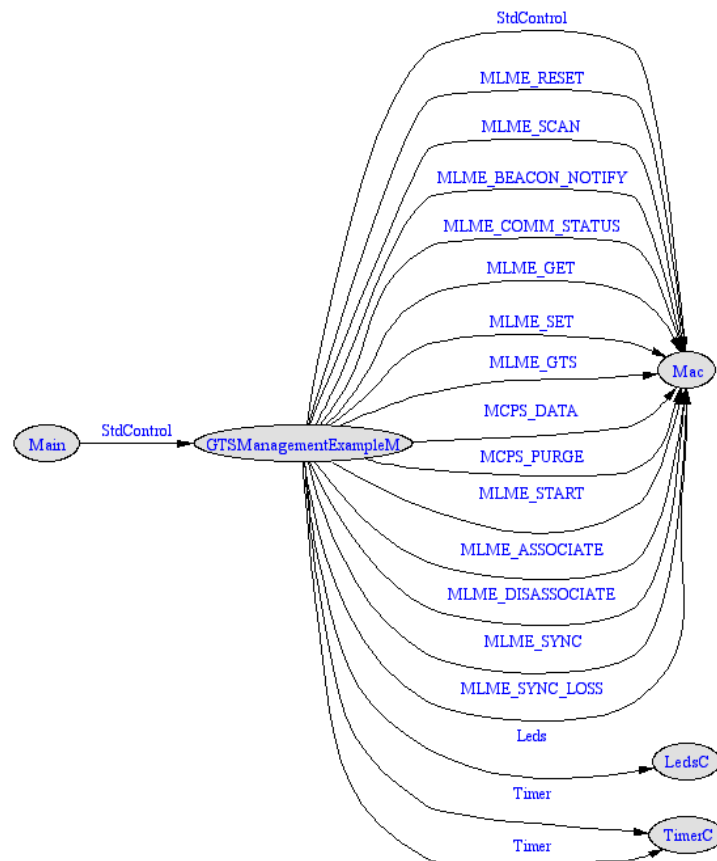 StdControl
MLME_RESET
MLME_SCAN
MLME_BEACON_NOTIFY
MLME_COMM_STATUS
MLME_GET
MLME_SET
MLME_GTS
Mac
MCPS_DATA
StdControl
Main
GTSManagementExampleM
MCPS_PURGE
MLME_START
MLME_ASSOCIATE
MLME_DISASSOCIATE
MLME_SYNC
MLME_SYNC_LOSS
Leds
LedsC
Timer
TimerC
Timer